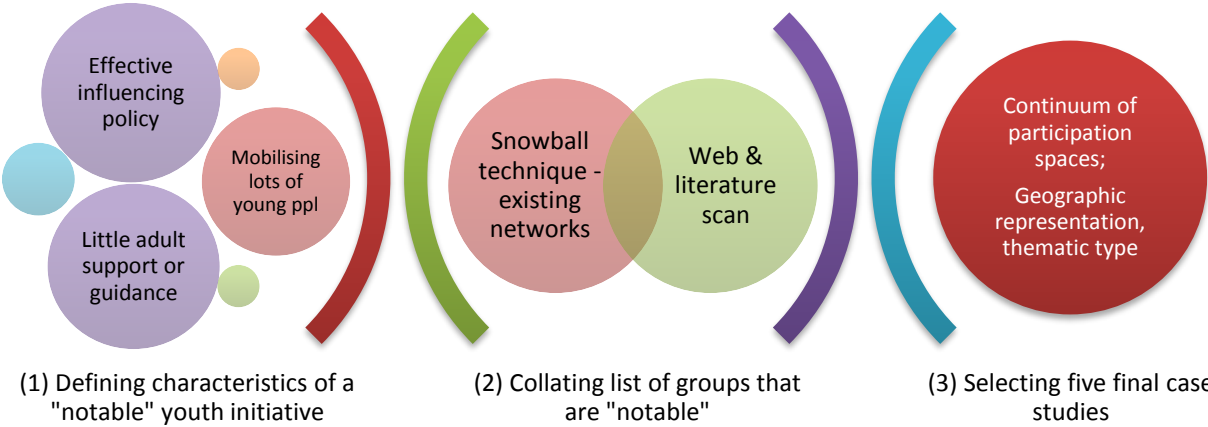 Effective
influencing
policy
Mobilising
lots of
young ppl
Little adult
support or
guidance
(1) Defining characteristics of a
"notable" youth initiative
Snowball
technique -
existing
networks
Web &
literature
scan
(2) Collating list of groups that
are "notable"
Continuum of
participation
spaces;
Geographic
representation,
thematic type
(3) Selecting five final case
studies